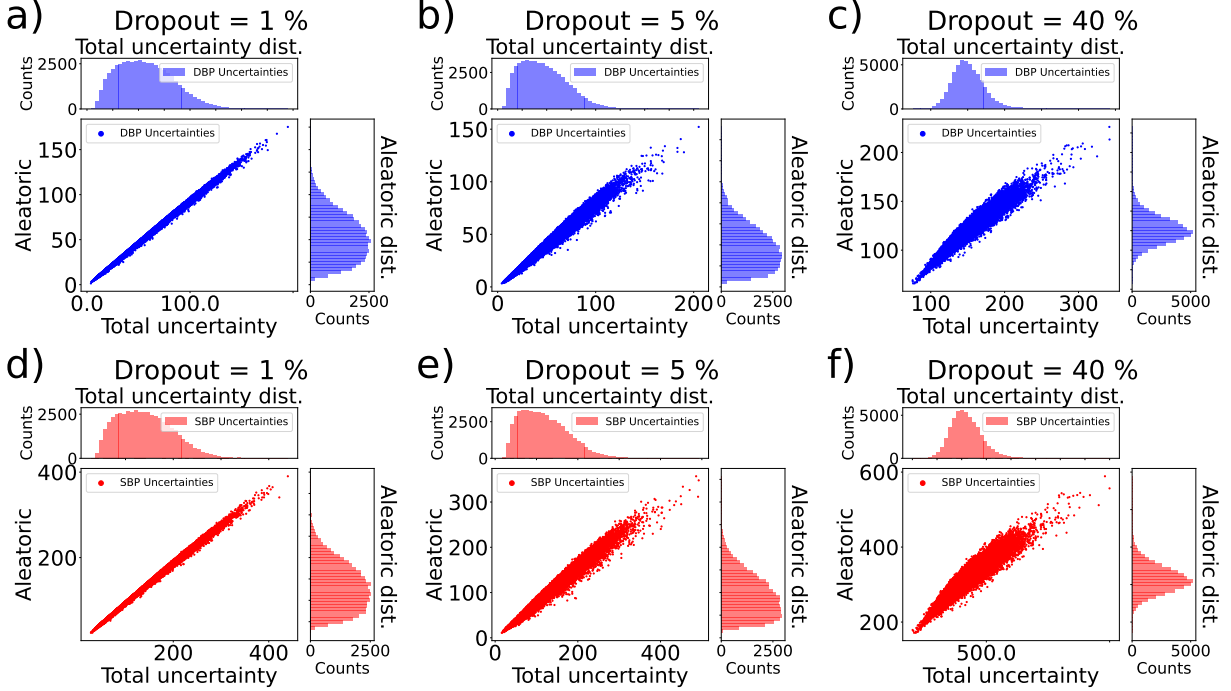 a)
Dropout = 1 %
Total uncertainty dist.
Counts
2500
0
DBP Uncertainties
DBP Uncertainties
Aleatoric
150
100
50
0
0.0
100.0
Total uncertainty
Aleatoric dist.
0
2500
Counts
b)
Dropout = 5 %
Total uncertainty dist.
Counts
2500
0
DBP Uncertainties
DBP Uncertainties
Aleatoric
150
100
50
0
0
100
200
Total uncertainty
Aleatoric dist.
0
2500
Counts
c)
Dropout = 40 %
Total uncertainty dist.
Counts
5000
0
DBP Uncertainties
DBP Uncertainties
Aleatoric
200
150
100
100
200
300
Total uncertainty
Aleatoric dist.
0
5000
Counts
d)
Dropout = 1 %
Total uncertainty dist.
Counts
2500
0
SBP Uncertainties
SBP Uncertainties
Aleatoric
400
200
200
400
Total uncertainty
Aleatoric dist.
0
2500
Counts
e)
Dropout = 5 %
Total uncertainty dist.
Counts
2500
0
SBP Uncertainties
SBP Uncertainties
Aleatoric
300
200
100
0
0
200
400
Total uncertainty
Aleatoric dist.
0
2500
Counts
f)
Dropout = 40 %
Total uncertainty dist.
Counts
5000
0
SBP Uncertainties
SBP Uncertainties
Aleatoric
600
400
200
500.0
Total uncertainty
Aleatoric dist.
0
5000
Counts